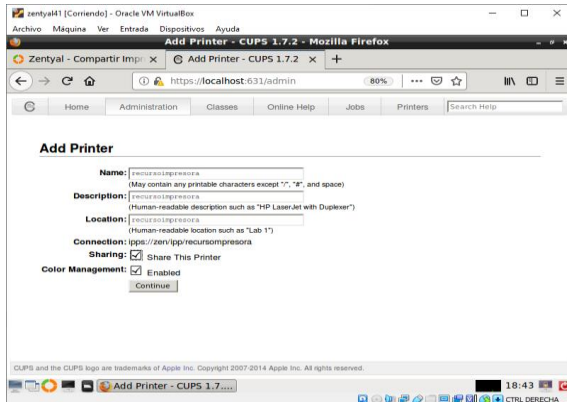 zentyal41 [Corriendo] - Oracle VM VirtualBox
Archivo Máquina Ver Entrada Dispositivos Ayuda
Add Printer - CUPS 1.7.2 - Mozilla Firefox
Zentyal - Compartir Impr
Add Printer - CUPS 1.7.2
https://localhost:631/admin
80%
Home Administration Classes Online Help Jobs Printers Search Help
Add Printer
Name: recursoimpresora
(May contain any printable characters except "/", "#", and space)
Description: recursoimpresora
(Human-readable description such as "HP LaserJet with Duplexer")
Location: recursoimpresora
(Human-readable location such as "Lab 1")
Connection: ipps://zen/ipp/recursompresora
Sharing: Share This Printer
Color Management: Enabled
Continue
CUPS and the CUPS logo are trademarks of Apple Inc. Copyright 2007-2014 Apple Inc. All rights reserved.
Add Printer - CUPS 1.7....
18:43
CTRL DERECHA